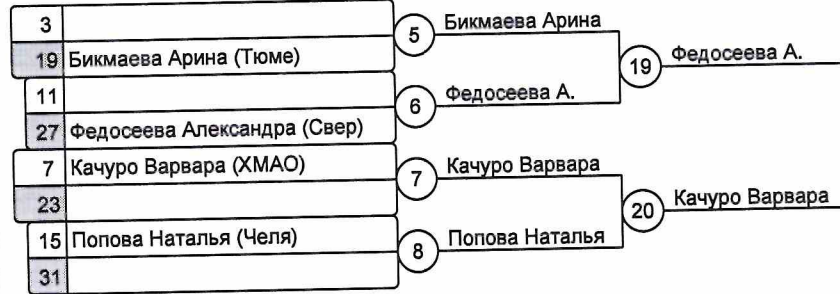 3
19 Бикмаева Арина (Тюме)
5 Бикмаева Арина
19 Федосеева А.
11
27 Федосеева Александра (Свер)
6 Федосеева А.
7 Качуро Варвара (ХМАО)
23
7 Качуро Варвара
20 Качуро Варвара
15 Попова Наталья (Челя)
31
8 Попова Наталья